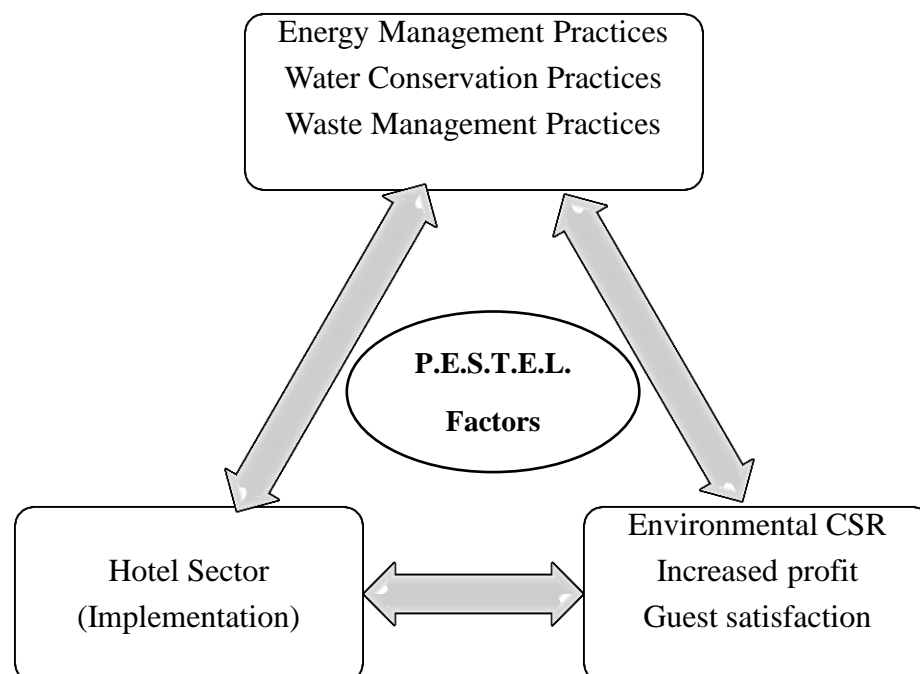 Energy Management Practices
Water Conservation Practices
Waste Management Practices
P.E.S.T.E.L.
Factors
Hotel Sector
(Implementation)
Environmental CSR
Increased profit
Guest satisfaction